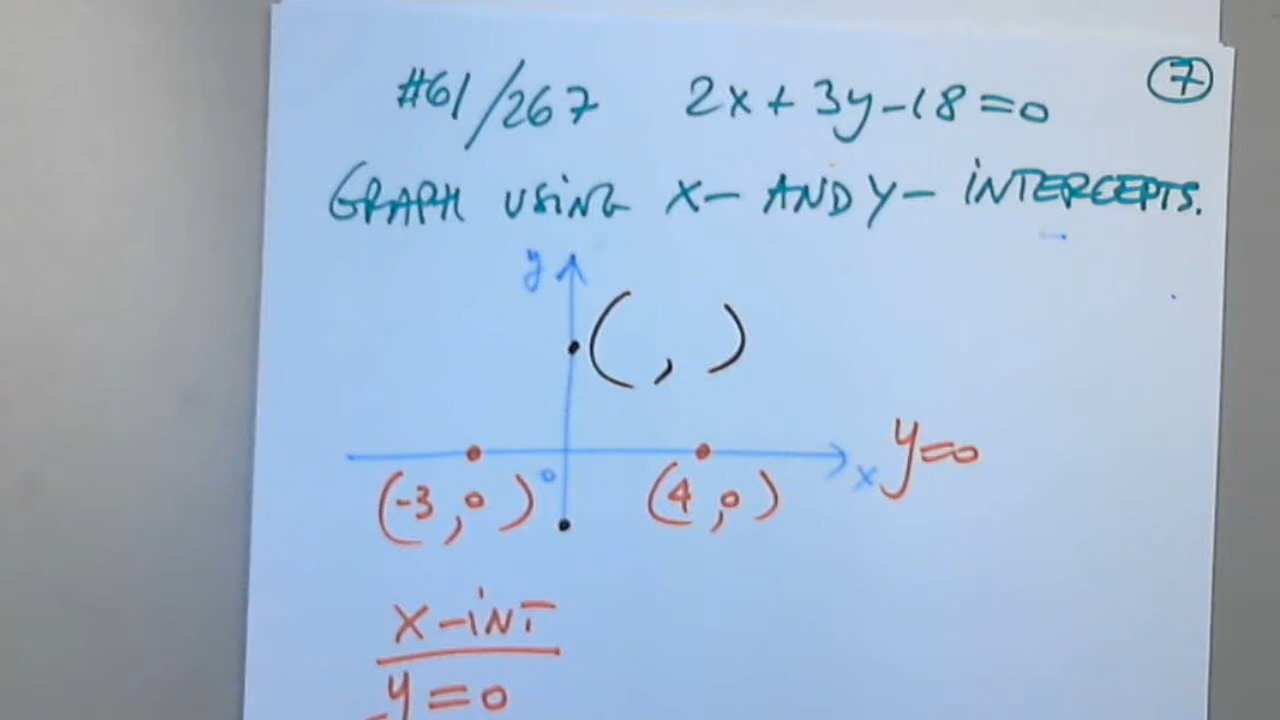 #61/267 2x+3y-18=0 7
GRAPH USING X- AND Y- INTERCEPTS.
y
( , )
y=0
x
0
(-3,0) (4,0)
X-INT
y=0